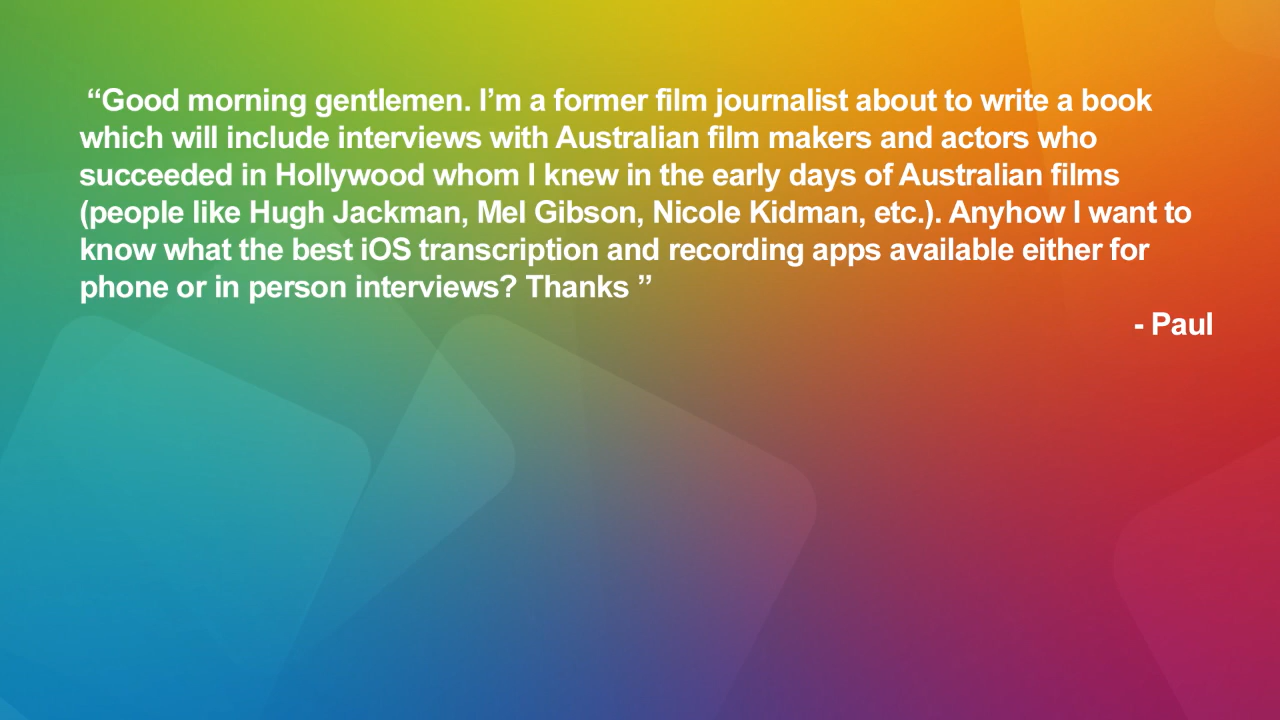 “Good morning gentlemen. I’m a former film journalist about to write a book
which will include interviews with Australian film makers and actors who
succeeded in Hollywood whom I knew in the early days of Australian films
(people like Hugh Jackman, Mel Gibson, Nicole Kidman, etc.). Anyhow I want to
know what the best iOS transcription and recording apps available either for
phone or in person interviews? Thanks ”
- Paul